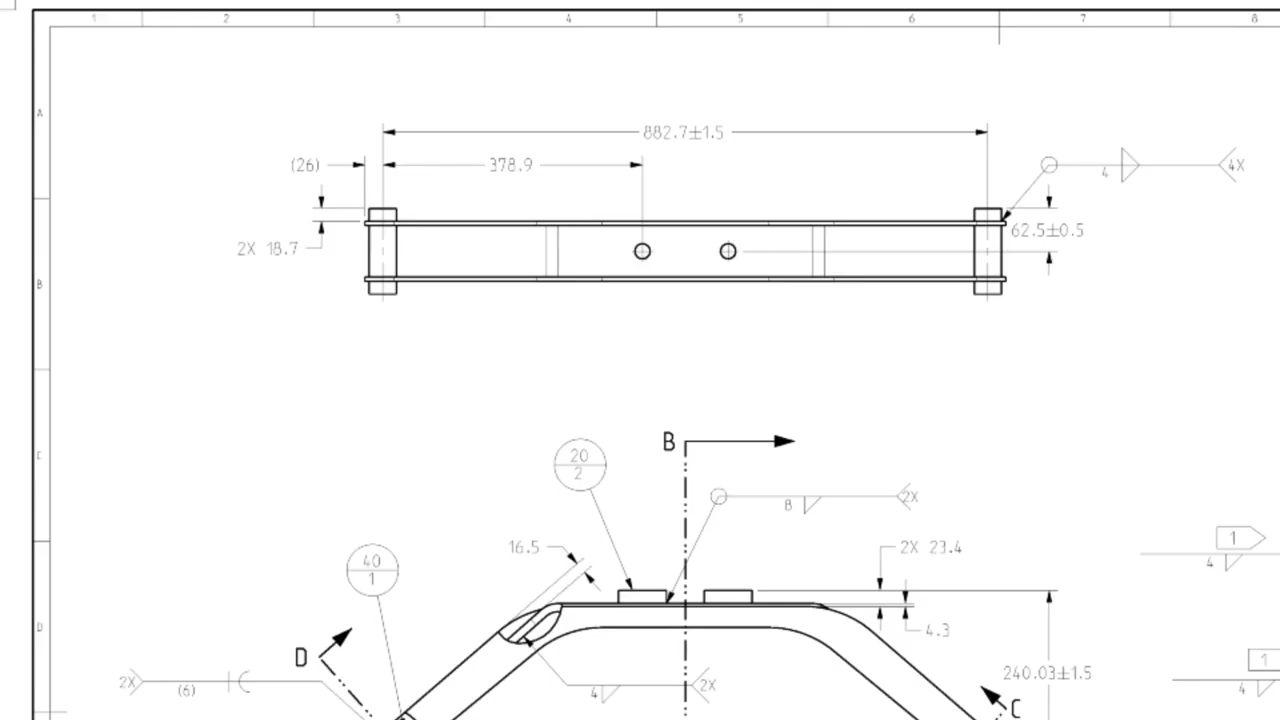 1 2 3 4 5 6 7 8
A
882.7±1.5
(26) 378.9
4 4X
62.5±0.5
2X 18.7
B
E
B
20
2
8 2X
1
4
16.5
2X 23.4
40
1
D
4.3
D
1
4
240.03±1.5
2X (6)
4 2X
C